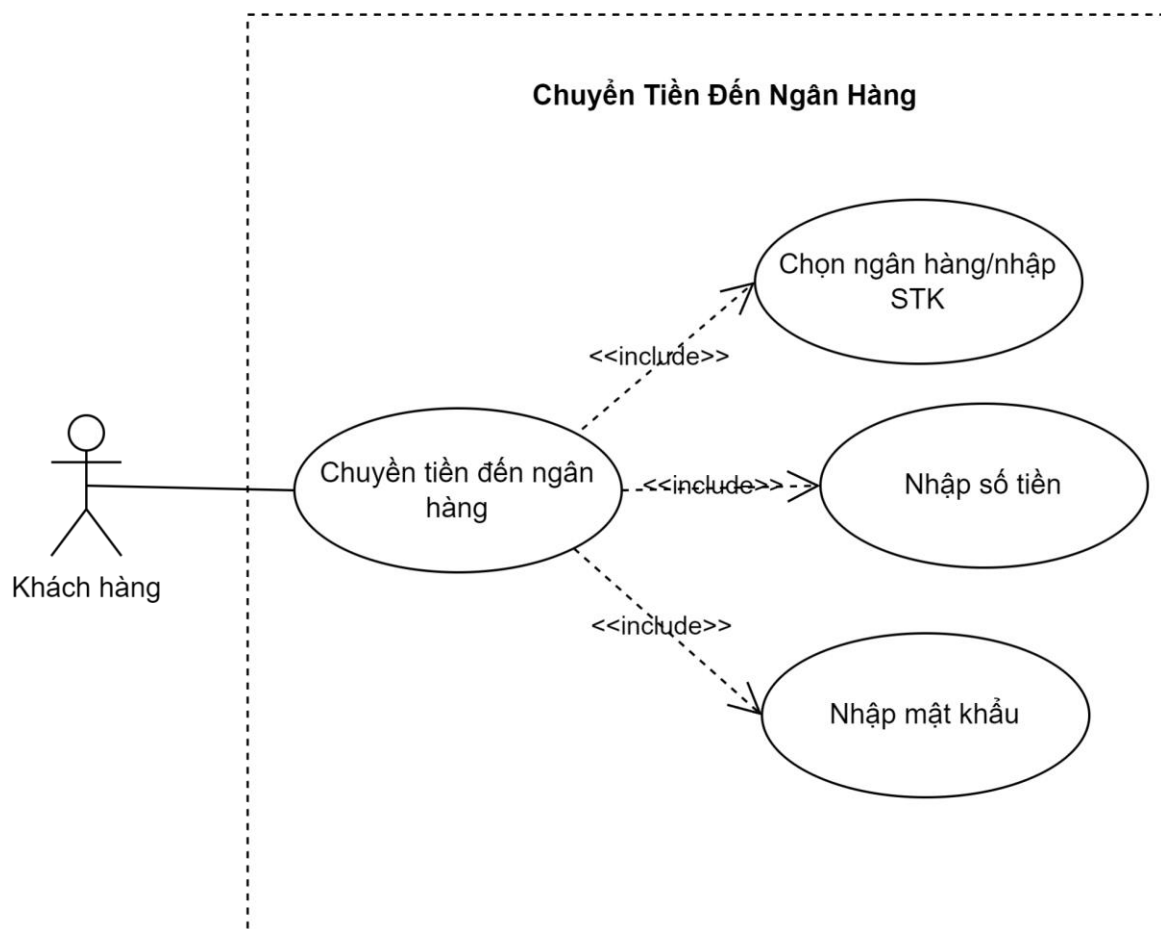 Chuyển Tiền Đến Ngân Hàng
Chọn ngân hàng/nhập
STK
<<include>>
Chuyền tiền đến ngân
hàng
<<include>>
Nhập số tiền
Khách hàng
<<include>>
Nhập mật khẩu